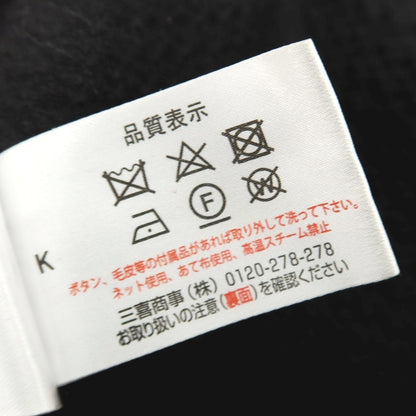 品質表示
F
W
K
ボタン、毛皮等の付属品があれば取り外して洗って下さい。
ネット使用、あて布使用、高温スチーム禁止
三喜商事（株）0120-278-278
お取り扱いの注意（裏面）を確認ください